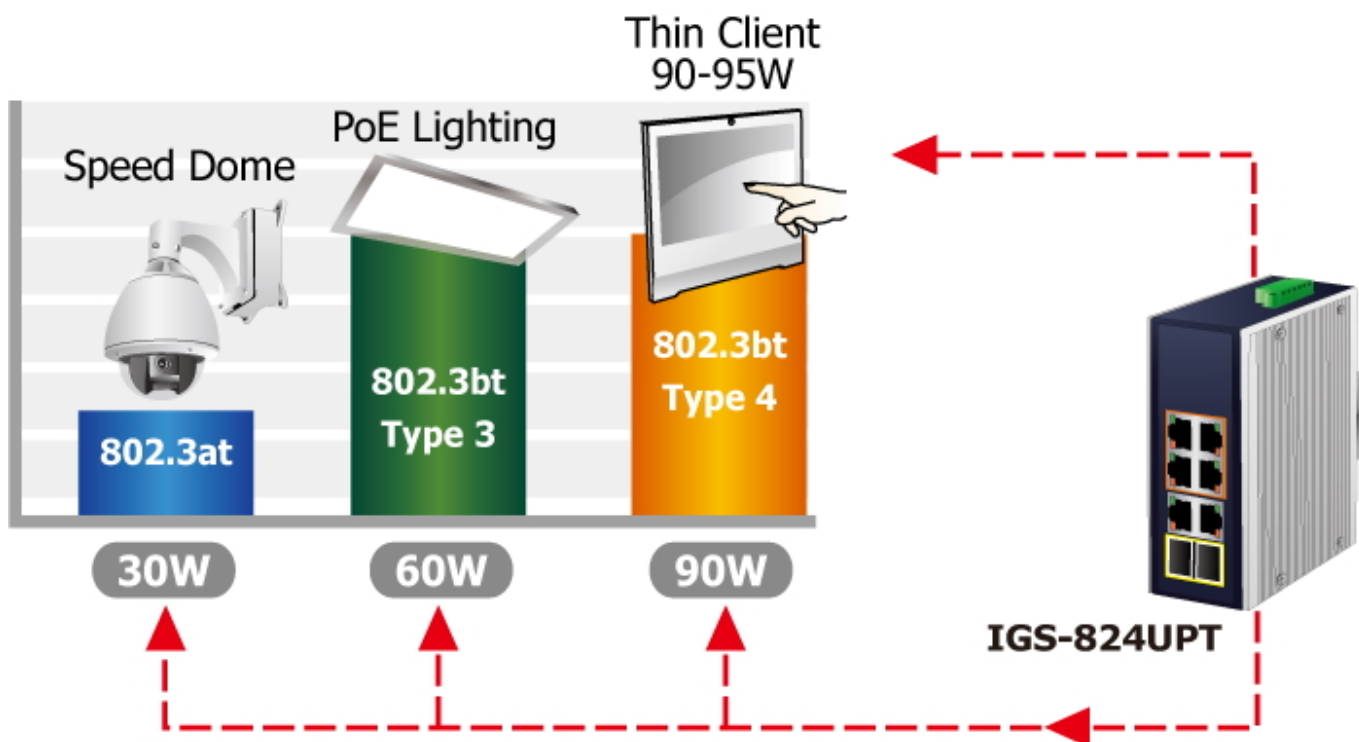 Thin Client
90-95W
PoE Lighting
Speed Dome
802.3at
802.3bt
Type 3
802.3bt
Type 4
30W
60W
90W
IGS-824UPT